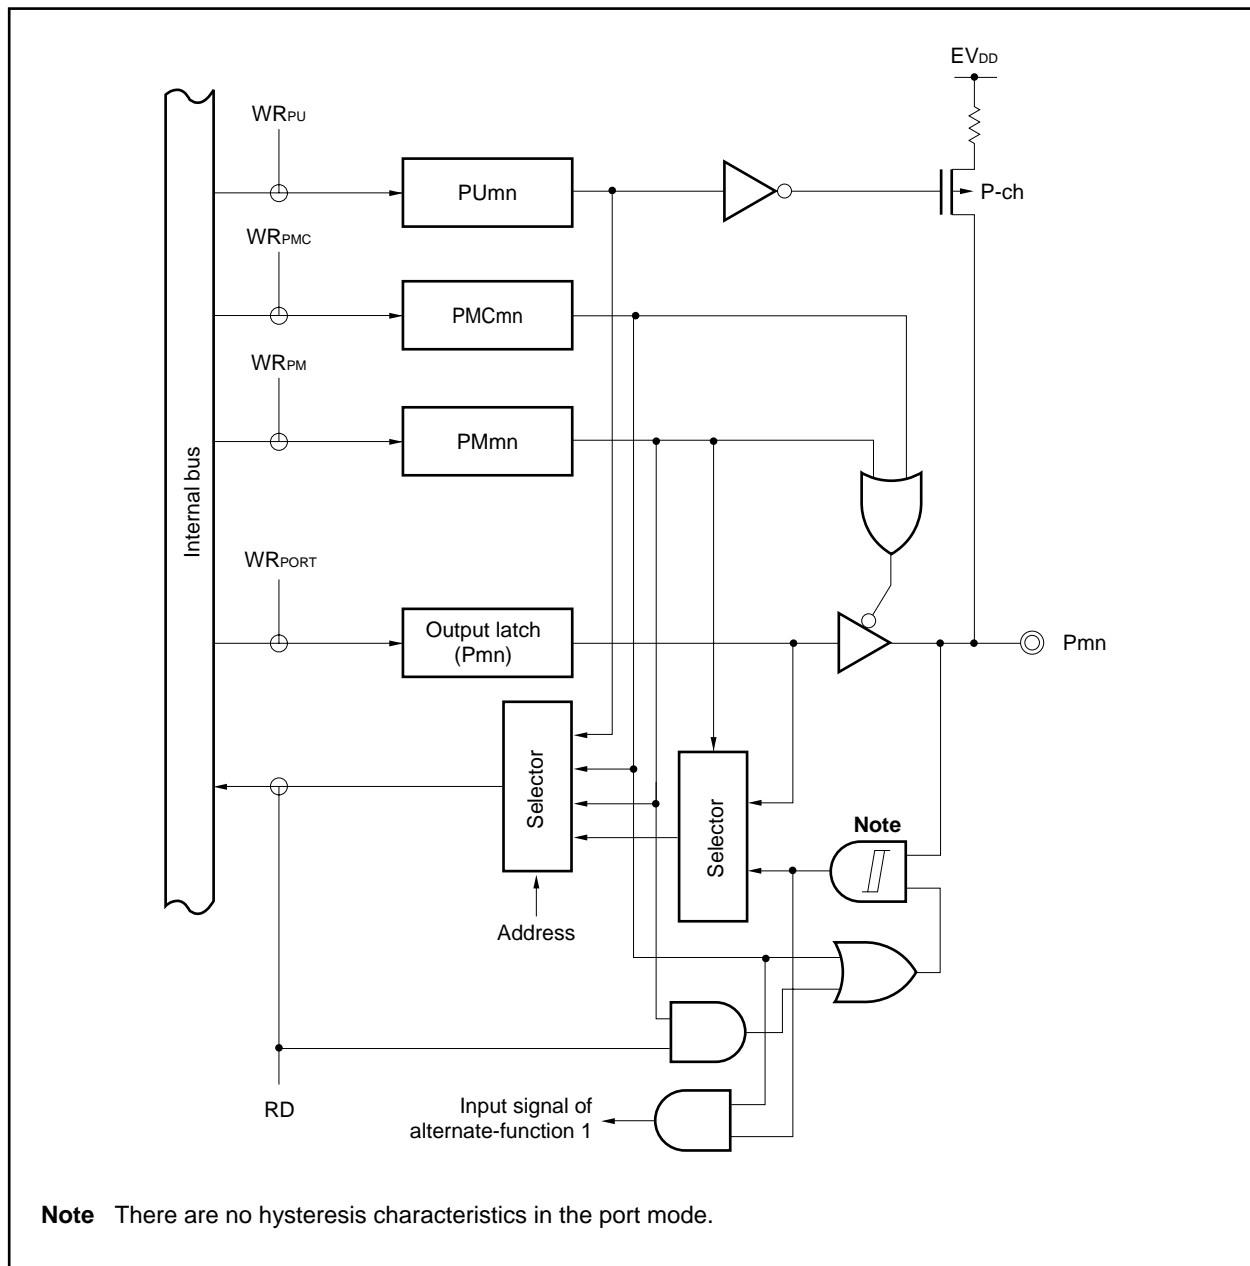 EVDD
WRPU
PUmn
P-ch
WRPMC
PMCmn
WRPM
PMmn
Internal bus
WRPORT
Output latch
(Pmn)
Pmn
Selector
Selector
Note
Address
RD
Input signal of
alternate-function 1
Note There are no hysteresis characteristics in the port mode.